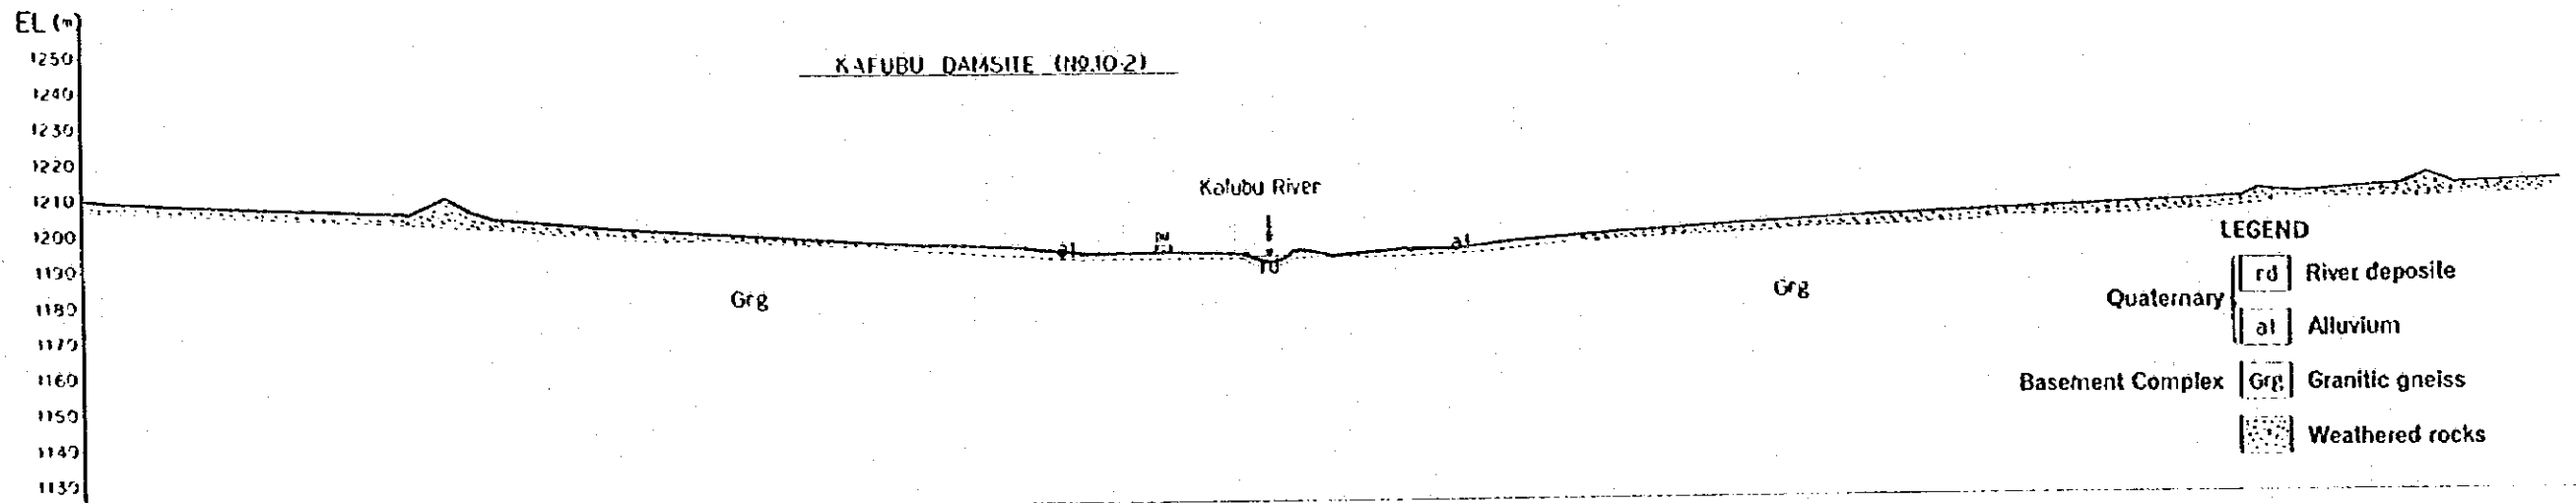 EL (m)
1250
1240
1230
1220
1210
1200
1190
1180
1170
1160
1150
1140
1130
KAFUBU DAMSITE (NO.10-2)
Kafubu River
al
rd
al
Grg
Grg
LEGEND
Quaternary
rd River deposite
al Alluvium
Basement Complex Grg Granitic gneiss
Weathered rocks